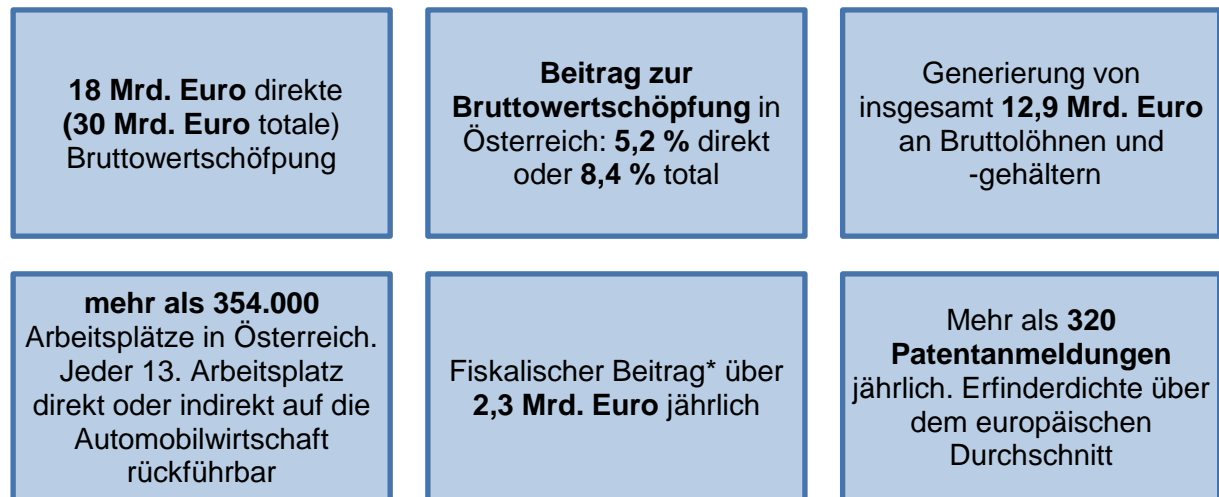 18 Mrd. Euro direkte
(30 Mrd. Euro totale)
Bruttowertschöfpung
Beitrag zur
Bruttowertschöpfung in
Österreich: 5,2 % direkt
oder 8,4 % total
Generierung von
insgesamt 12,9 Mrd. Euro
an Bruttolöhnen und
-gehältern
mehr als 354.000
Arbeitsplätze in Österreich.
Jeder 13. Arbeitsplatz
direkt oder indirekt auf die
Automobilwirtschaft
rückführbar
Fiskalischer Beitrag* über
2,3 Mrd. Euro jährlich
Mehr als 320
Patentanmeldungen
jährlich. Erfinderdichte über
dem europäischen
Durchschnitt